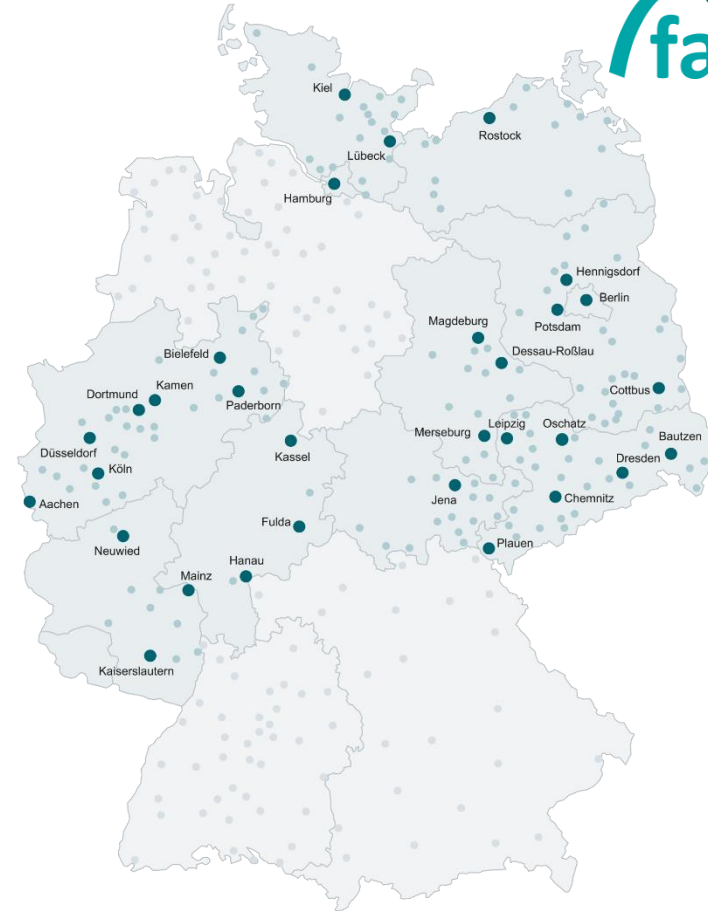 fa
Kiel
Rostock
Lübeck
Hamburg
Hennigsdorf
Berlin
Potsdam
Magdeburg
Dessau-Roßlau
Bielefeld
Kamen
Dortmund
Paderborn
Cottbus
Merseburg
Leipzig
Oschatz
Bautzen
Düsseldorf
Kassel
Dresden
Köln
Jena
Chemnitz
Aachen
Fulda
Neuwied
Plauen
Hanau
Mainz
Kaiserslautern